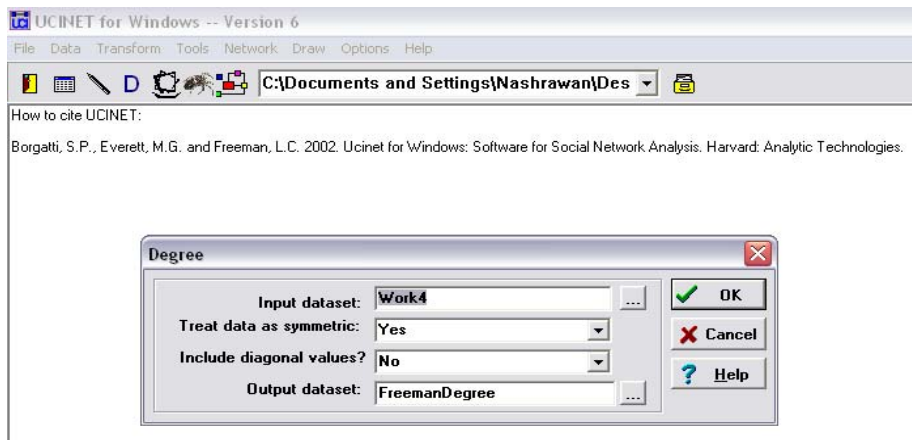 UCINET for Windows -- Version 6
File Data Transform Tools Network Draw Options Help
D C:\Documents and Settings\Nashrawan\Des
How to cite UCINET:
Borgatti, S.P., Everett, M.G. and Freeman, L.C. 2002. Ucinet for Windows: Software for Social Network Analysis. Harvard: Analytic Technologies.
Degree
Input dataset: Work4 ... OK
Treat data as symmetric: Yes Cancel
Include diagonal values? No ? Help
Output dataset: FreemanDegree ...